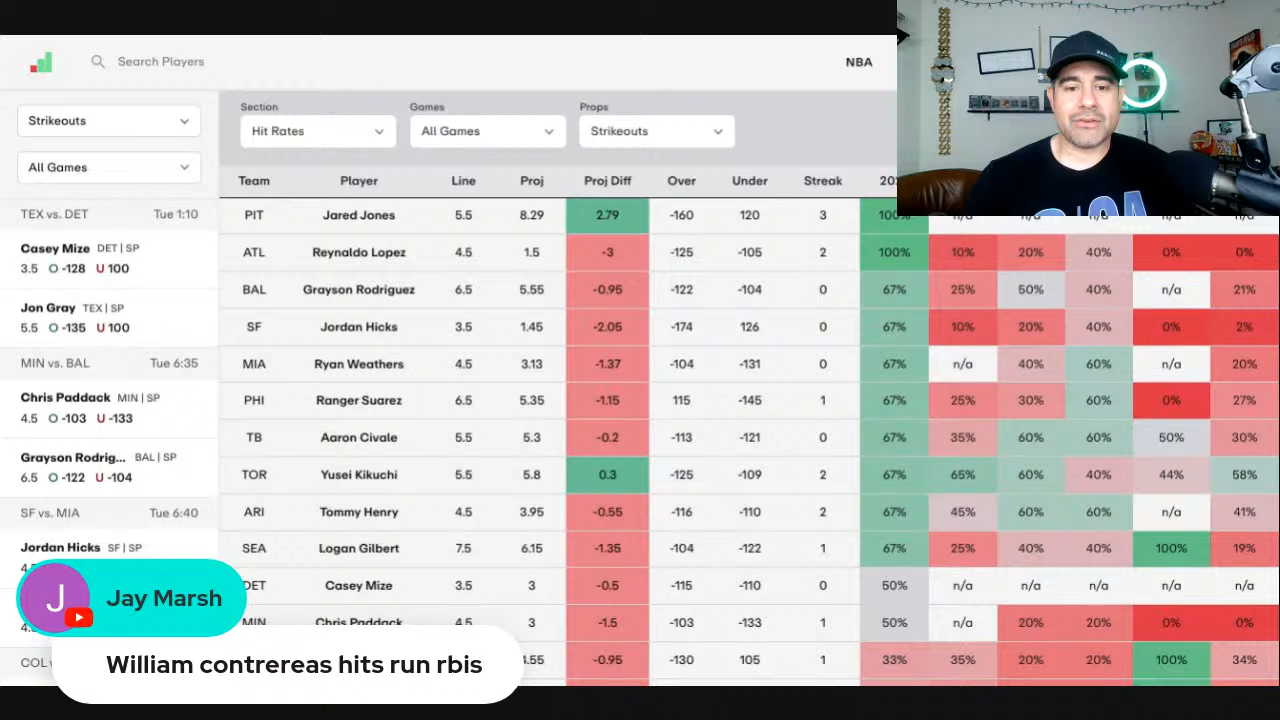 Search Players
NBA
Strikeouts
All Games
Section
Hit Rates
Games
All Games
Props
Strikeouts
Team Player Line Proj Proj Diff Over Under Streak
PIT Jared Jones 5.5 8.29 2.79 -160 120 3 100%
ATL Reynaldo Lopez 4.5 1.5 -3 -125 -105 2 100% 10% 20% 40% 0% 0%
BAL Grayson Rodriguez 6.5 5.55 -0.95 -122 -104 0 67% 25% 50% 40% n/a 21%
SF Jordan Hicks 3.5 1.45 -2.05 -174 126 0 67% 10% 20% 40% 0% 2%
MIA Ryan Weathers 4.5 3.13 -1.37 -104 -131 0 67% n/a 40% 60% n/a 20%
PHI Ranger Suarez 6.5 5.35 -1.15 115 -145 1 67% 25% 30% 60% 0% 27%
TB Aaron Civale 5.5 5.3 -0.2 -113 -121 0 67% 35% 60% 60% 50% 30%
TOR Yusei Kikuchi 5.5 5.8 0.3 -125 -109 2 67% 65% 60% 40% 44% 58%
ARI Tommy Henry 4.5 3.95 -0.55 -116 -110 2 67% 45% 60% 60% n/a 41%
SEA Logan Gilbert 7.5 6.15 -1.35 -104 -122 1 67% 25% 40% 40% 100% 19%
DET Casey Mize 3.5 3 -0.5 -115 -110 0 50% n/a n/a n/a n/a n/a
MIN Chris Paddack 4.5 3 -1.5 -103 -133 1 50% n/a 20% 20% 0% 0%
-0.95 -130 105 1 33% 35% 20% 20% 100% 34%
TEX vs. DET Tue 1:10
Casey Mize DET | SP
3.5 O -128 U 100
Jon Gray TEX | SP
5.5 O -135 U 100
MIN vs. BAL Tue 6:35
Chris Paddack MIN | SP
4.5 O -103 U -133
Grayson Rodrig... BAL | SP
6.5 O -122 U -104
SF vs. MIA Tue 6:40
Jordan Hicks SF | SP
COL
J
Jay Marsh
William contrereas hits run rbis